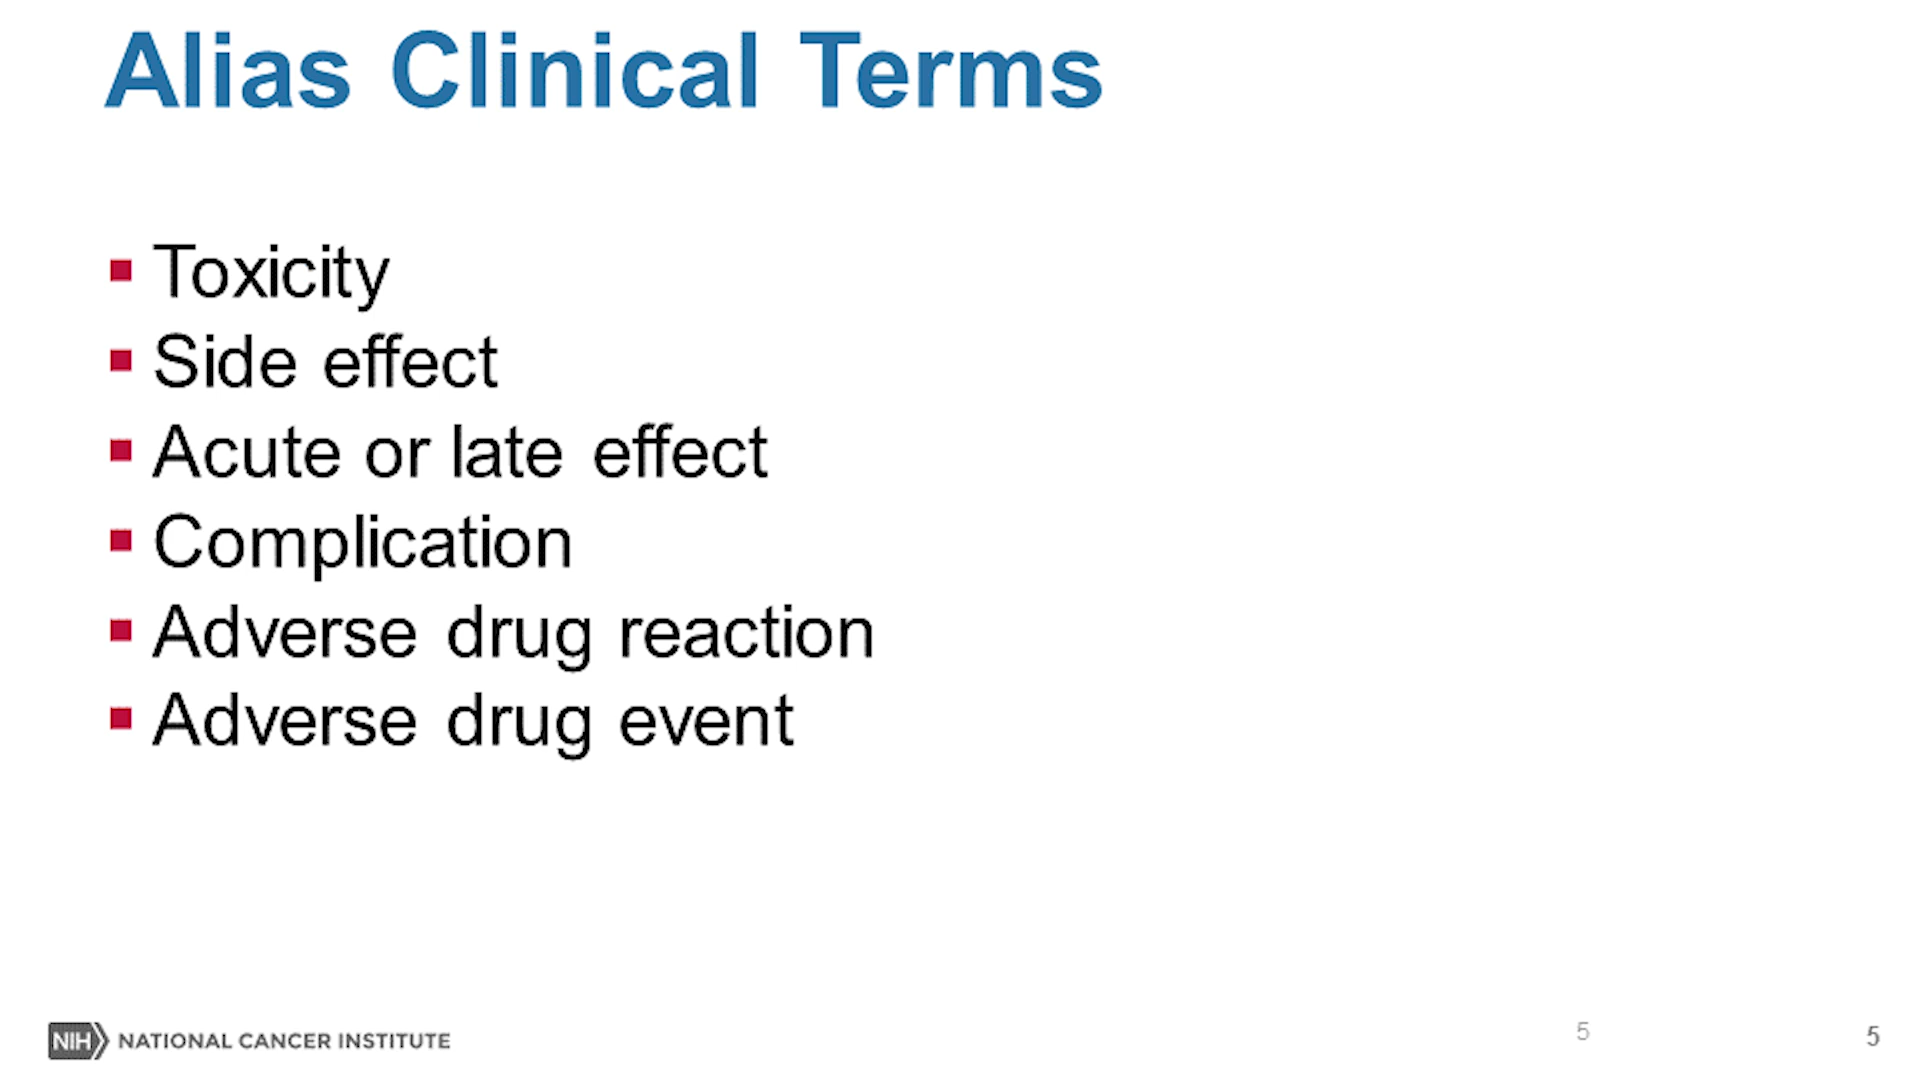 Alias Clinical Terms
▪ Toxicity
▪ Side effect
▪ Acute or late effect
▪ Complication
▪ Adverse drug reaction
▪ Adverse drug event
NIH NATIONAL CANCER INSTITUTE
5
5